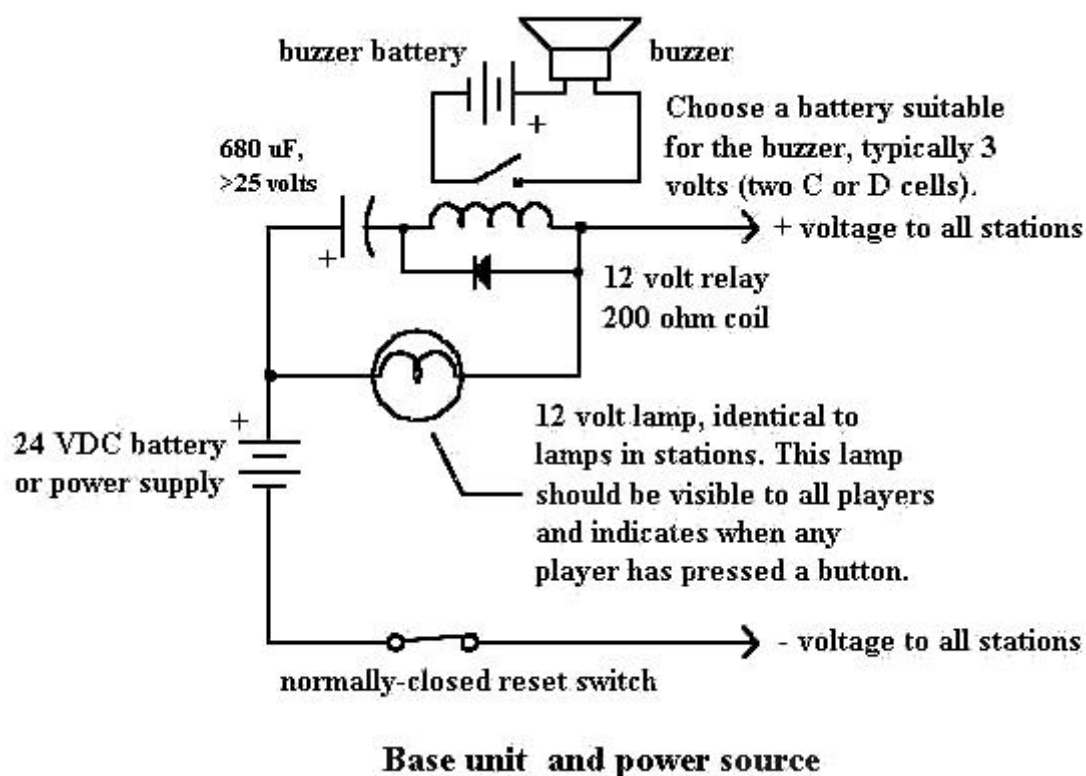 buzzer battery
buzzer
+
Choose a battery suitable
for the buzzer, typically 3
volts (two C or D cells).
680 uF,
>25 volts
+
+ voltage to all stations
12 volt relay
200 ohm coil
+
24 VDC battery
or power supply
12 volt lamp, identical to
lamps in stations. This lamp
should be visible to all players
and indicates when any
player has pressed a button.
- voltage to all stations
normally-closed reset switch
Base unit and power source